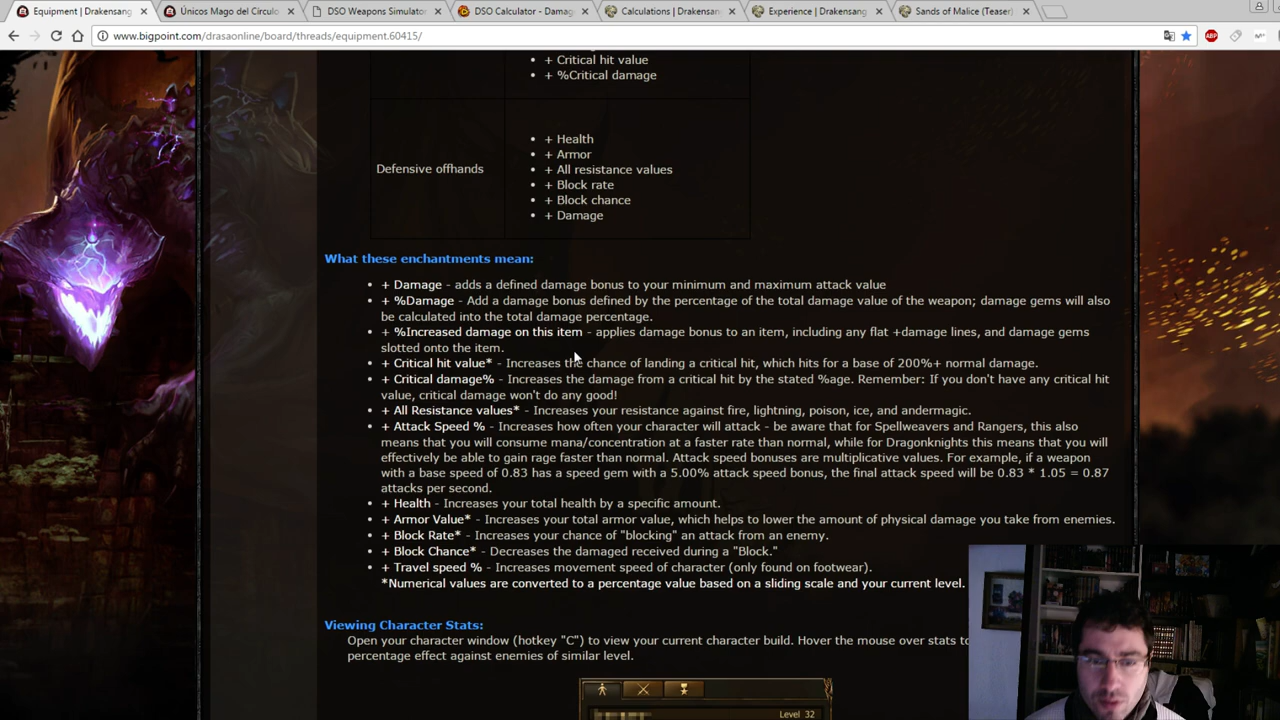 Equipment | Drakensang
Únicos Mago del Circulo
DSO Weapons Simulator
DSO Calculator - Damag
Calculations | Drakensan
Experience | Drakensang
Sands of Malice (Teaser)
www.bigpoint.com/drasaonline/board/threads/equipment.60415/
ABP
+ Critical hit value
+ %Critical damage
+ Health
+ Armor
Defensive offhands
+ All resistance values
+ Block rate
+ Block chance
+ Damage
What these enchantments mean:
+ Damage - adds a defined damage bonus to your minimum and maximum attack value
+ %Damage - Add a damage bonus defined by the percentage of the total damage value of the weapon; damage gems will also
be calculated into the total damage percentage.
+ %Increased damage on this item - applies damage bonus to an item, including any flat +damage lines, and damage gems
slotted onto the item.
+ Critical hit value* - Increases the chance of landing a critical hit, which hits for a base of 200%+ normal damage.
+ Critical damage% - Increases the damage from a critical hit by the stated %age. Remember: If you don't have any critical hit
value, critical damage won't do any good!
+ All Resistance values* - Increases your resistance against fire, lightning, poison, ice, and andermagic.
+ Attack Speed % - Increases how often your character will attack - be aware that for Spellweavers and Rangers, this also
means that you will consume mana/concentration at a faster rate than normal, while for Dragonknights this means that you will
effectively be able to gain rage faster than normal. Attack speed bonuses are multiplicative values. For example, if a weapon
with a base speed of 0.83 has a speed gem with a 5.00% attack speed bonus, the final attack speed will be 0.83 * 1.05 = 0.87
attacks per second.
+ Health - Increases your total health by a specific amount.
+ Armor Value* - Increases your total armor value, which helps to lower the amount of physical damage you take from enemies.
+ Block Rate* - Increases your chance of "blocking" an attack from an enemy.
+ Block Chance* - Decreases the damaged received during a "Block."
+ Travel speed % - Increases movement speed of character (only found on footwear).
*Numerical values are converted to a percentage value based on a sliding scale and your current level.
Viewing Character Stats:
Open your character window (hotkey "C") to view your current character build. Hover the mouse over stats to
percentage effect against enemies of similar level.
Level 32